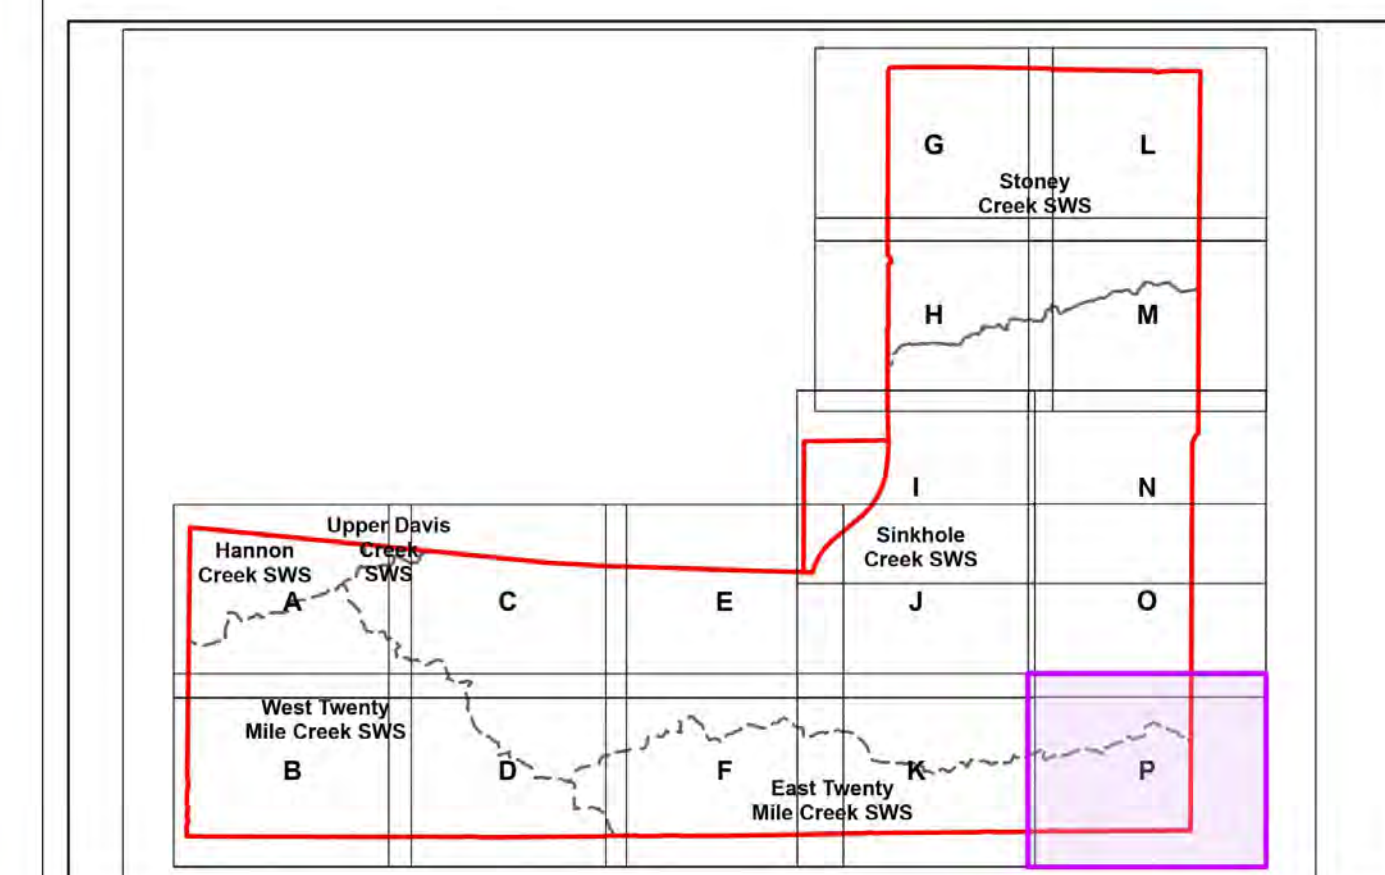 G
L
Stoney
Creek SWS
H
M
I
N
Sinkhole
Creek SWS
Upper Davis
Creek
SWS
Hannon
Creek SWS
A
C
E
J
O
West Twenty
Mile Creek SWS
B
D
F
K
P
East Twenty
Mile Creek SWS